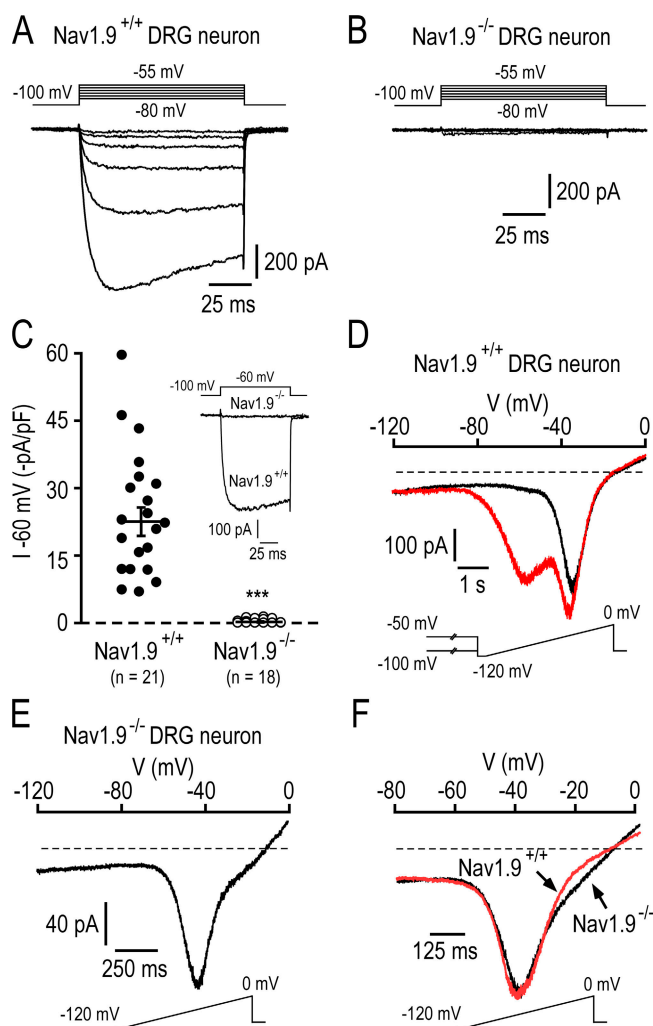 A
Nav1.9+/+ DRG neuron
-55 mV
-100 mV
-80 mV
200 pA
25 ms
B
Nav1.9-/- DRG neuron
-55 mV
-100 mV
-80 mV
200 pA
25 ms
C
I -60 mV (-pA/pF)
60
45
30
15
0
-60 mV
-100 mV
Nav1.9-/-
Nav1.9+/+
100 pA
25 ms
***
Nav1.9+/+
(n = 21)
Nav1.9-/-
(n = 18)
D
Nav1.9+/+ DRG neuron
V (mV)
-120 -80 -40 0
100 pA
1 s
0 mV
-50 mV
-100 mV
-120 mV
E
Nav1.9-/- DRG neuron
V (mV)
-120 -80 -40 0
40 pA
250 ms
0 mV
-120 mV
F
V (mV)
-80 -60 -40 -20 0
Nav1.9+/+
Nav1.9-/-
125 ms
0 mV
-120 mV